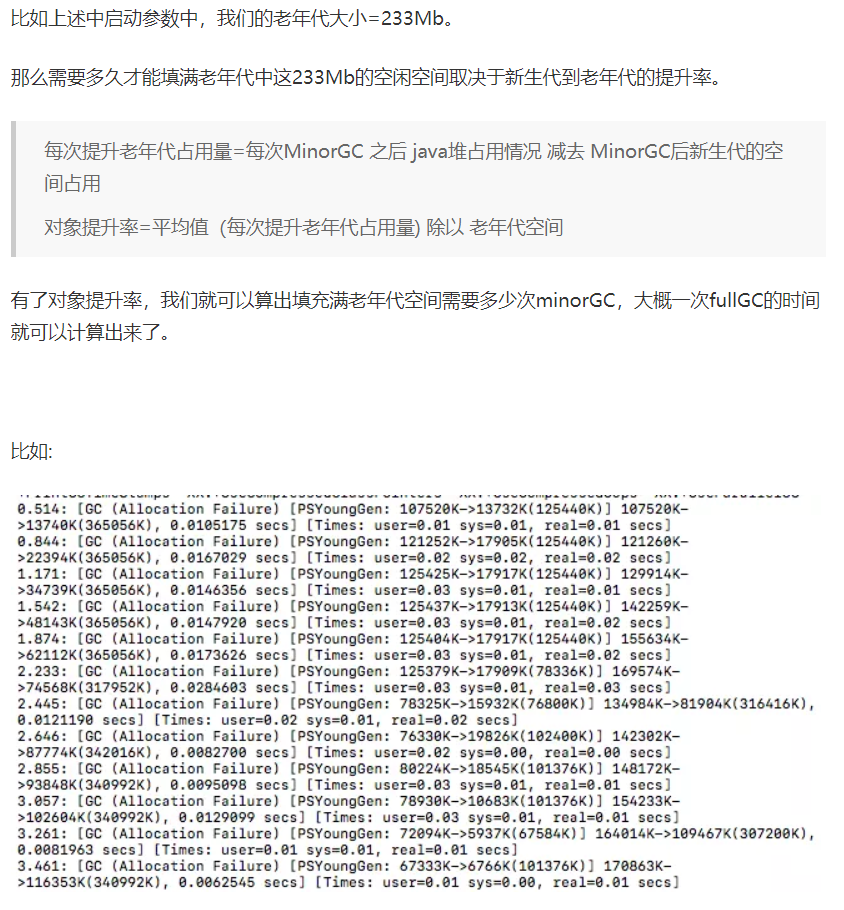 比如上述中启动参数中，我们的老年代大小=233Mb。
那么需要多久才能填满老年代中这233Mb的空闲空间取决于新生代到老年代的提升率。
每次提升老年代占用量=每次MinorGC 之后 java堆占用情况 减去 MinorGC后新生代的空
间占用
对象提升率=平均值（每次提升老年代占用量) 除以 老年代空间
有了对象提升率，我们就可以算出填充满老年代空间需要多少次minorGC，大概一次fullGC的时间
就可以计算出来了。
比如:
0.514: [GC (Allocation Failure) [PSYoungGen: 107520K->13732K(125440K)] 107520K-
>13740K(365056K), 0.0105175 secs] [Times: user=0.01 sys=0.01, real=0.01 secs]
0.844: [GC (Allocation Failure) [PSYoungGen: 121252K->17905K(125440K)] 121260K-
>22394K(365056K), 0.0167029 secs] [Times: user=0.02 sys=0.02, real=0.02 secs]
1.171: [GC (Allocation Failure) [PSYoungGen: 125425K->17917K(125440K)] 129914K-
>34739K(365056K), 0.0146356 secs] [Times: user=0.03 sys=0.01, real=0.01 secs]
1.542: [GC (Allocation Failure) [PSYoungGen: 125437K->17913K(125440K)] 142259K-
>48143K(365056K), 0.0147920 secs] [Times: user=0.03 sys=0.01, real=0.02 secs]
1.874: [GC (Allocation Failure) [PSYoungGen: 125404K->17917K(125440K)] 155634K-
>62112K(365056K), 0.0173626 secs] [Times: user=0.03 sys=0.01, real=0.02 secs]
2.233: [GC (Allocation Failure) [PSYoungGen: 125379K->17909K(78336K)] 169574K-
>74568K(317952K), 0.0284603 secs] [Times: user=0.03 sys=0.01, real=0.03 secs]
2.445: [GC (Allocation Failure) [PSYoungGen: 78325K->15932K(76800K)] 134984K->81904K(316416K),
0.0121190 secs] [Times: user=0.02 sys=0.01, real=0.02 secs]
2.646: [GC (Allocation Failure) [PSYoungGen: 76330K->19826K(102400K)] 142302K-
>87774K(342016K), 0.0082700 secs] [Times: user=0.02 sys=0.00, real=0.00 secs]
2.855: [GC (Allocation Failure) [PSYoungGen: 80224K->18545K(101376K)] 148172K-
>93848K(340992K), 0.0095098 secs] [Times: user=0.03 sys=0.01, real=0.01 secs]
3.057: [GC (Allocation Failure) [PSYoungGen: 78930K->10683K(101376K)] 154233K-
>102604K(340992K), 0.0129099 secs] [Times: user=0.03 sys=0.01, real=0.01 secs]
3.261: [GC (Allocation Failure) [PSYoungGen: 72094K->5937K(67584K)] 164014K->109467K(307200K),
0.0081963 secs] [Times: user=0.01 sys=0.01, real=0.01 secs]
3.461: [GC (Allocation Failure) [PSYoungGen: 67333K->6766K(101376K)] 170863K-
>116353K(340992K), 0.0062545 secs] [Times: user=0.01 sys=0.00, real=0.01 secs]